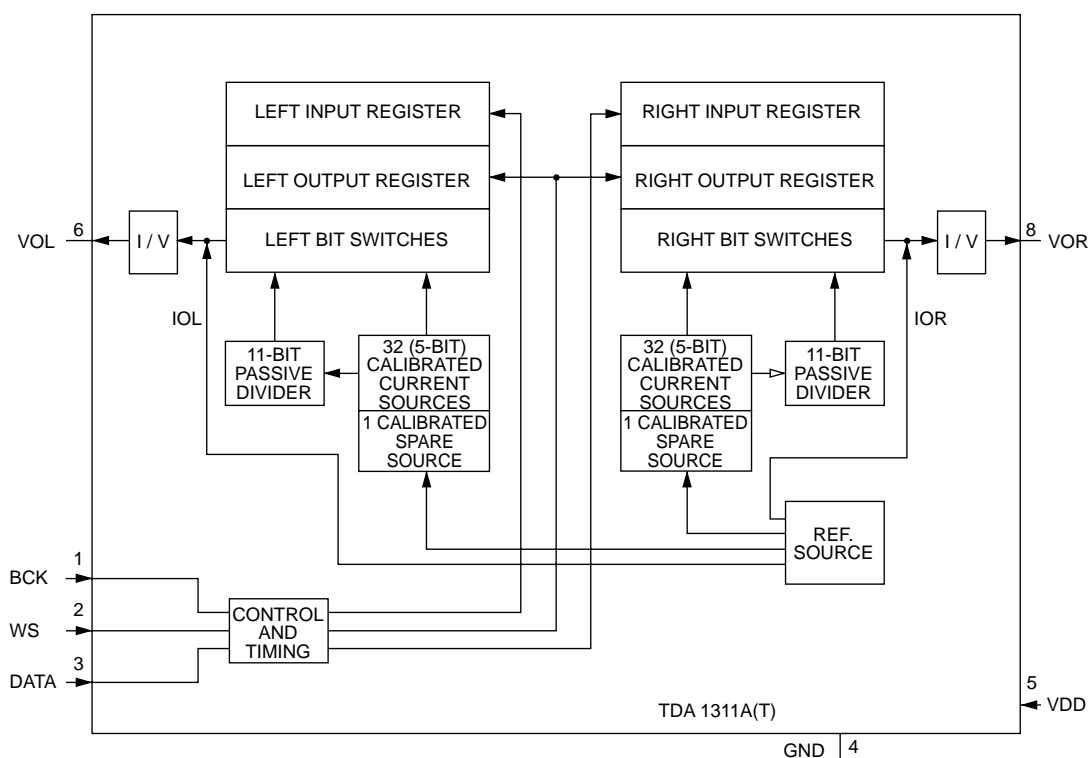 LEFT INPUT REGISTER
RIGHT INPUT REGISTER
LEFT OUTPUT REGISTER
RIGHT OUTPUT REGISTER
VOL
6
I / V
LEFT BIT SWITCHES
RIGHT BIT SWITCHES
I / V
8
VOR
IOL
IOR
11-BIT
PASSIVE
DIVIDER
32 (5-BIT)
CALIBRATED
CURRENT
SOURCES
1 CALIBRATED
SPARE
SOURCE
32 (5-BIT)
CALIBRATED
CURRENT
SOURCES
1 CALIBRATED
SPARE
SOURCE
11-BIT
PASSIVE
DIVIDER
REF.
SOURCE
BCK
1
WS
2
DATA
3
CONTROL
AND
TIMING
TDA 1311A(T)
5
VDD
GND
4